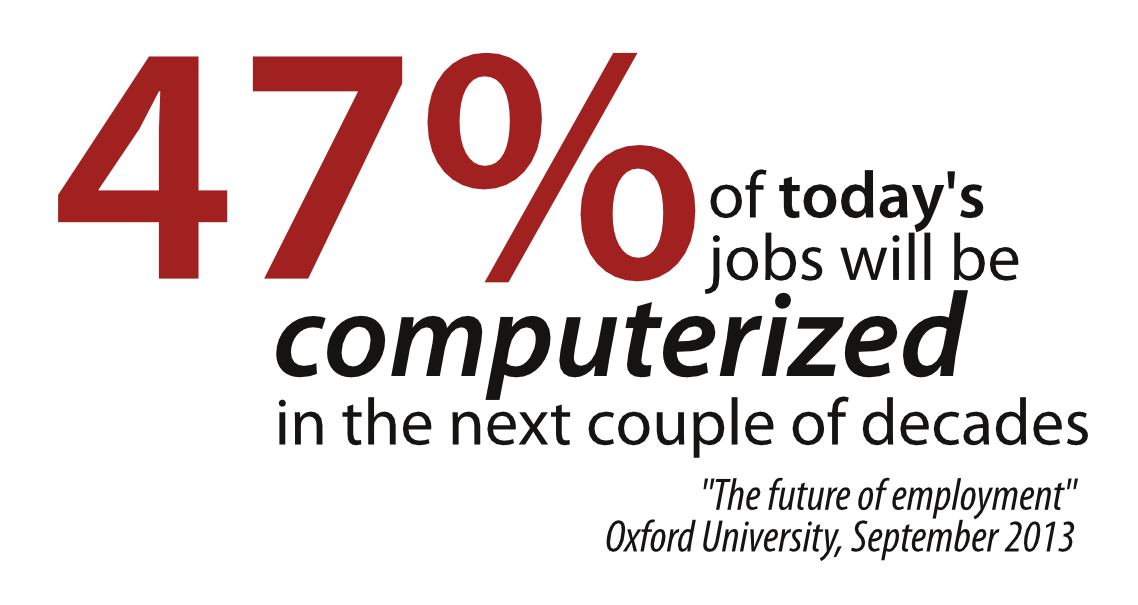 47% of today's
jobs will be
computerized
in the next couple of decades
"The future of employment"
Oxford University, September 2013